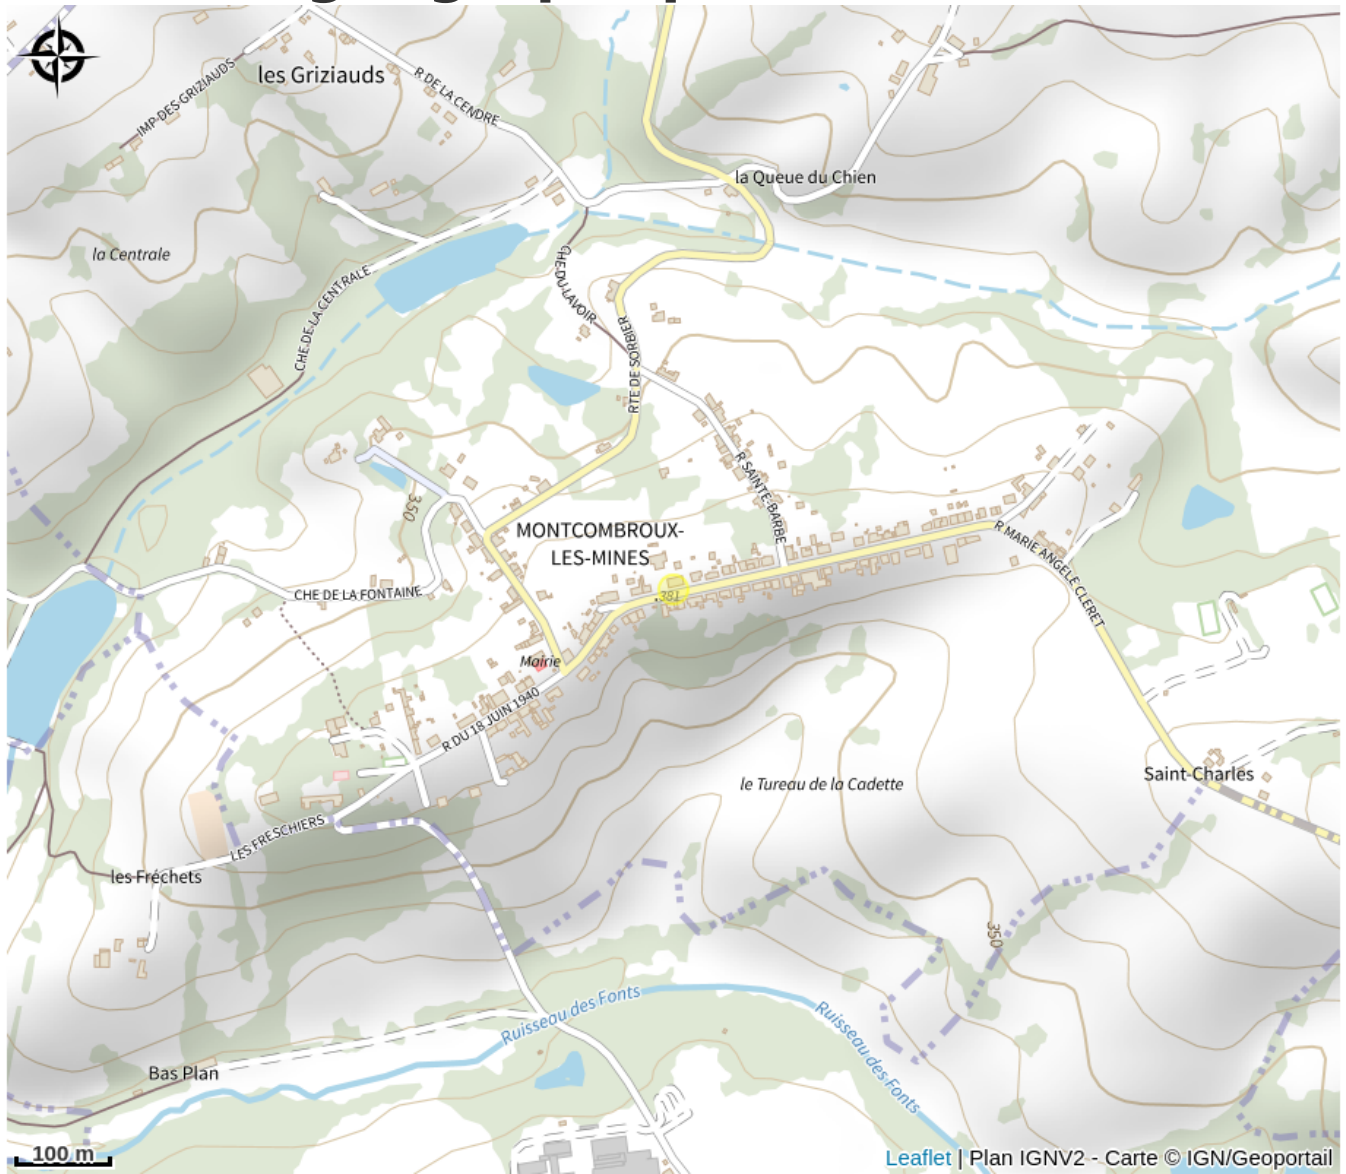 les Griziauds
R DE LA CENDRE
IMP DES GRIZIAUDS
la Queue du Chien
la Centrale
CHE DE LA CENTRALE
CHE DU LAVOIR
RTE DE SORBIER
R SAINTE-BARBE
350
MONTCOMBROUX-
LES-MINES
R MARIE ANGELE CLERET
CHE DE LA FONTAINE
381
Mairie
R DU 18 JUIN 1940
Saint-Charles
le Tureau de la Cadette
LES FRESCHIERS
les Fréchets
350
Ruisseau des Fonts
Ruisseau des Fonts
Bas Plan
100 m
Leaflet | Plan IGNV2 - Carte © IGN/Geoportail